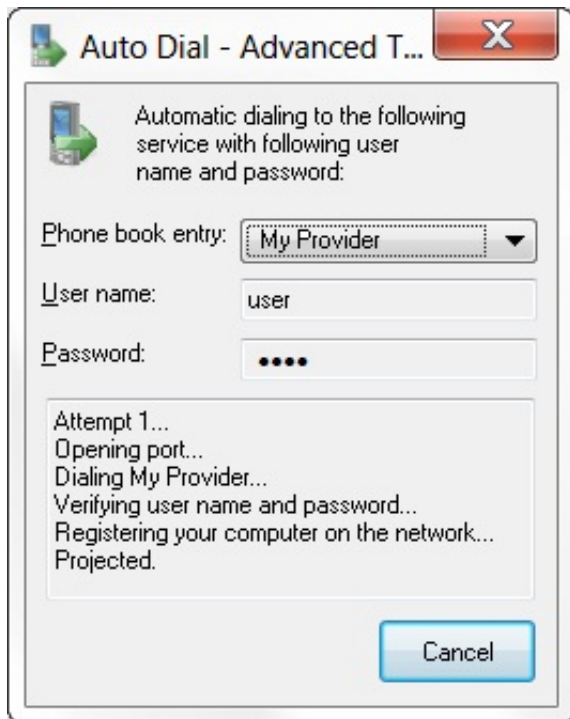 Auto Dial - Advanced T...
Automatic dialing to the following
service with following user
name and password:
Phone book entry: My Provider
User name: user
Password: ••••
Attempt 1...
Opening port...
Dialing My Provider...
Verifying user name and password...
Registering your computer on the network...
Projected.
Cancel